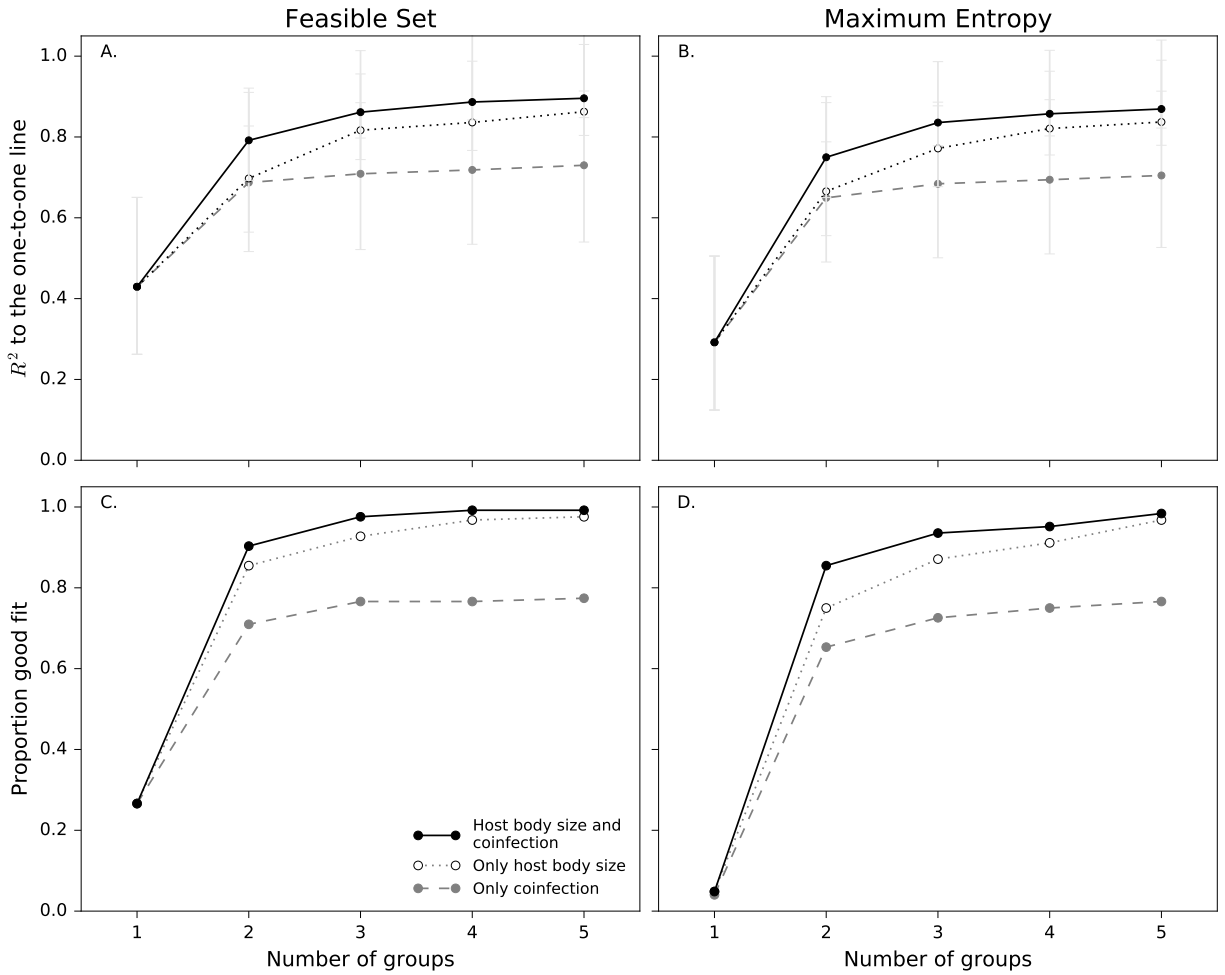 Feasible Set
Maximum Entropy
A.
1.0
0.8
0.6
0.4
0.2
0.0
R² to the one-to-one line
B.
C.
1.0
0.8
0.6
0.4
0.2
0.0
Proportion good fit
Host body size and
coinfection
Only host body size
Only coinfection
1 2 3 4 5
Number of groups
D.
1 2 3 4 5
Number of groups